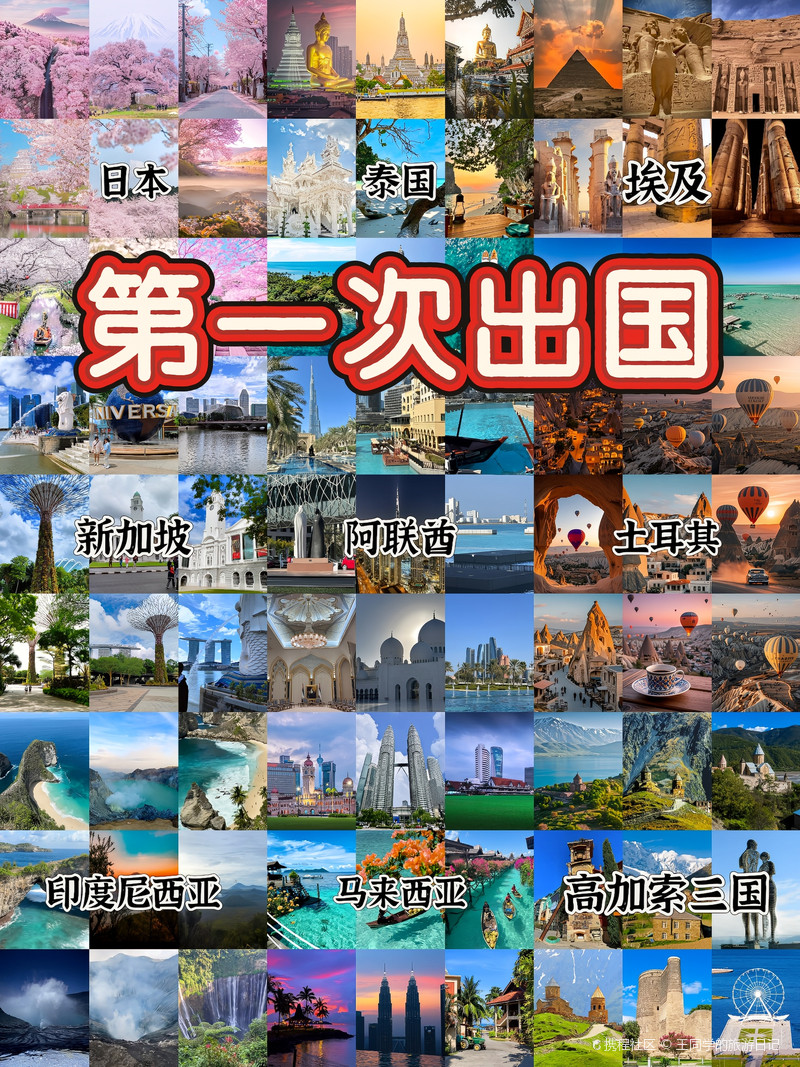 日本
泰国
埃及
第一次出国
UNIVERS
新加坡
阿联酋
土耳其
印度尼西亚
马来西亚
高加索三国
携程社区 © 王同学的旅游日记